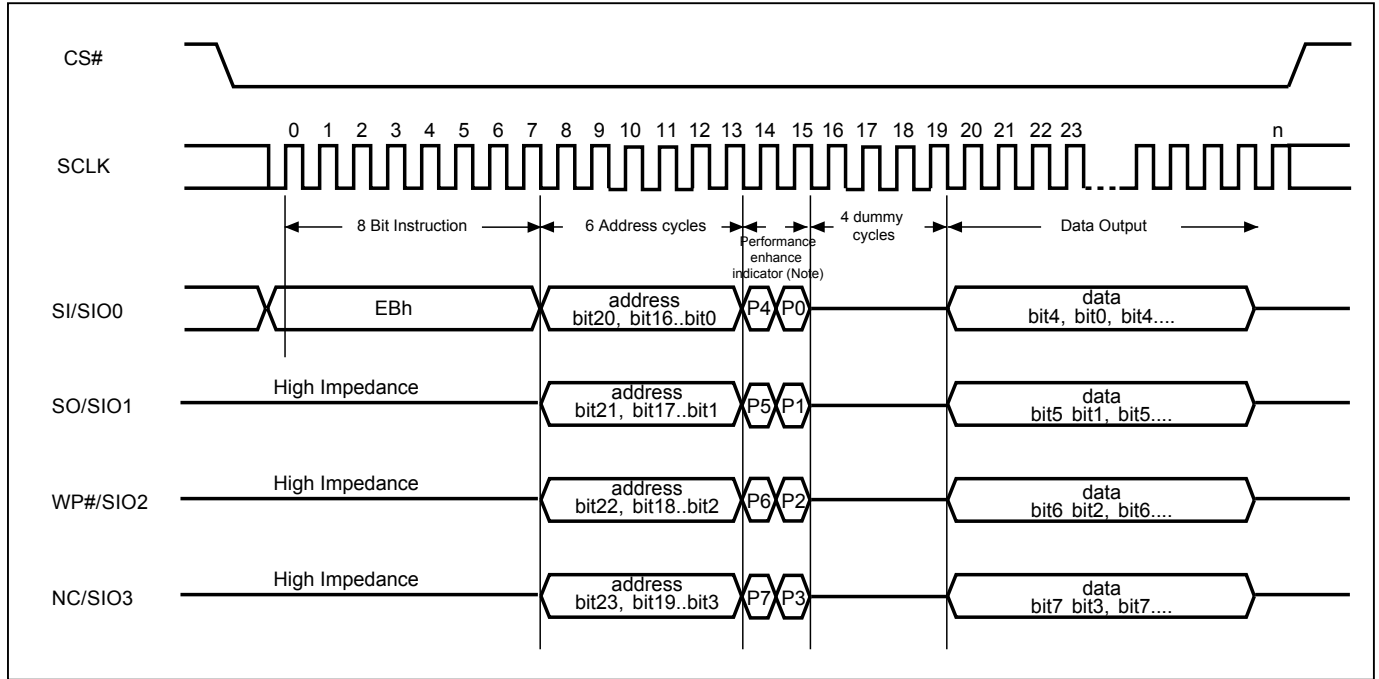 CS#
0 1 2 3 4 5 6 7 8 9 10 11 12 13 14 15 16 17 18 19 20 21 22 23 n
SCLK
8 Bit Instruction
6 Address cycles
Performance
enhance
indicator (Note)
4 dummy
cycles
Data Output
SI/SIO0
EBh
address
bit20, bit16..bit0
P4 P0
data
bit4, bit0, bit4....
SO/SIO1
High Impedance
address
bit21, bit17..bit1
P5 P1
data
bit5 bit1, bit5....
WP#/SIO2
High Impedance
address
bit22, bit18..bit2
P6 P2
data
bit6 bit2, bit6....
NC/SIO3
High Impedance
address
bit23, bit19..bit3
P7 P3
data
bit7 bit3, bit7....